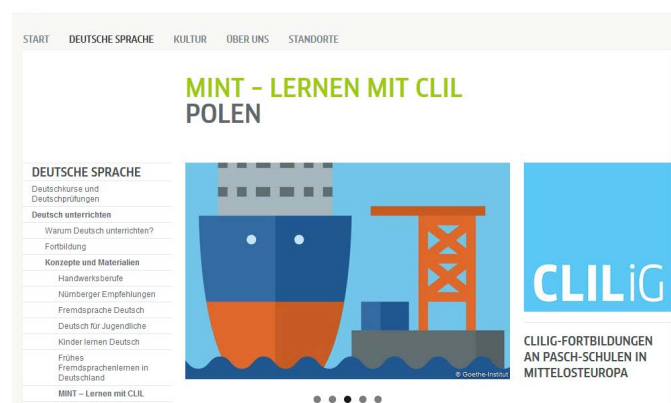 START DEUTSCHE SPRACHE KULTUR ÜBER UNS STANDORTE
MINT – LERNEN MIT CLIL
POLEN
DEUTSCHE SPRACHE
Deutschkurse und
Deutschprüfungen
Deutsch unterrichten
Warum Deutsch unterrichten?
Fortbildung
Konzepte und Materialien
Handwerksberufe
Nürnberger Empfehlungen
Fremdsprache Deutsch
Deutsch für Jugendliche
Kinder lernen Deutsch
Frühes
Fremdsprachenlernen in
Deutschland
MINT – Lernen mit CLIL
© Goethe-Institut
CLILiG
CLILIG-FORTBILDUNGEN
AN PASCH-SCHULEN IN
MITTELOSTEUROPA